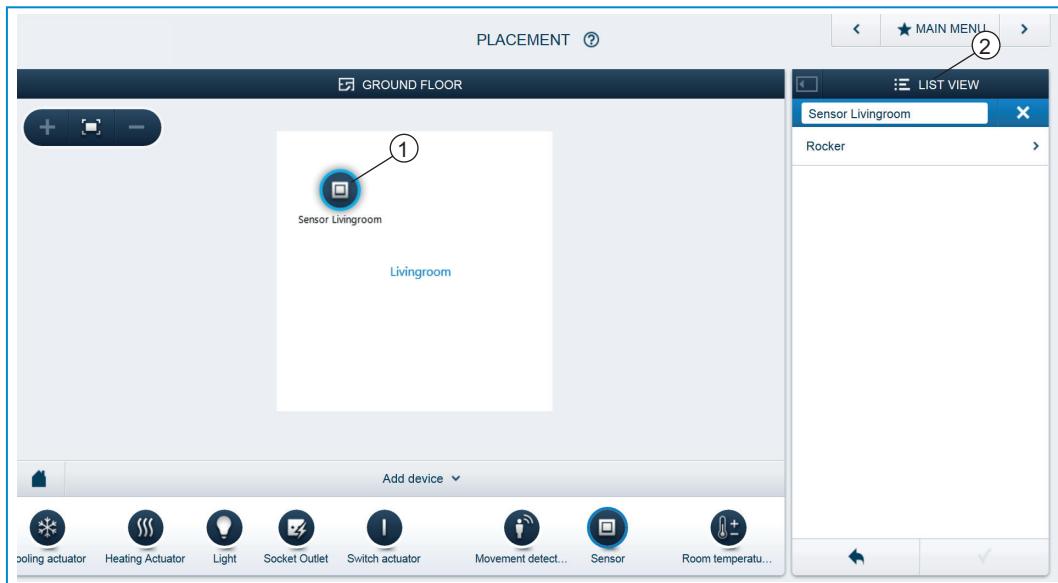 PLACEMENT ?
MAIN MENU
2
GROUND FLOOR
LIST VIEW
Sensor Livingroom
Rocker
1
Sensor Livingroom
Livingroom
Add device
ooling actuator
Heating Actuator
Light
Socket Outlet
Switch actuator
Movement detect...
Sensor
Room temperatu...